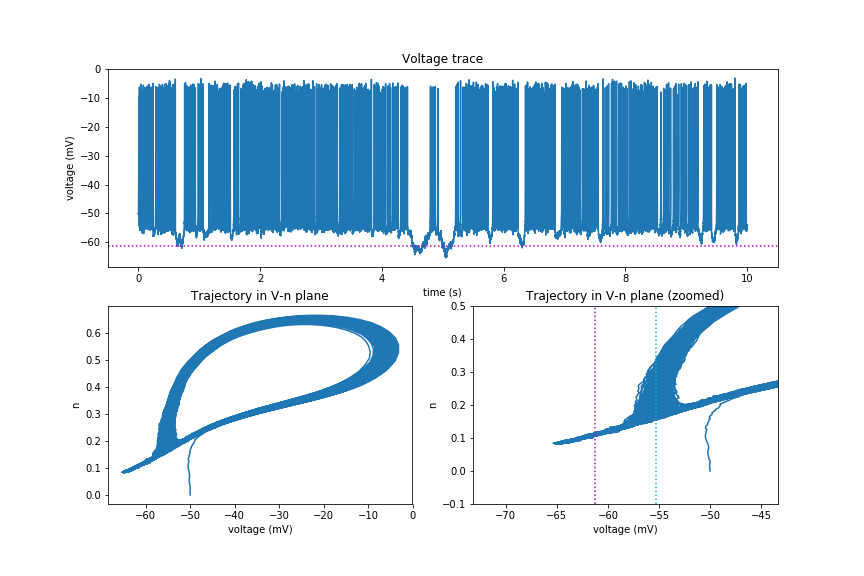 Voltage trace
0
−10
−20
−30
−40
−50
−60
voltage (mV)
0 2 4 6 8 10
time (s)
Trajectory in V-n plane
0.6
0.5
0.4
0.3
0.2
0.1
0.0
n
−60 −50 −40 −30 −20 −10 0
voltage (mV)
Trajectory in V-n plane (zoomed)
0.5
0.4
0.3
0.2
0.1
0.0
−0.1
n
−70 −65 −60 −55 −50 −45
voltage (mV)